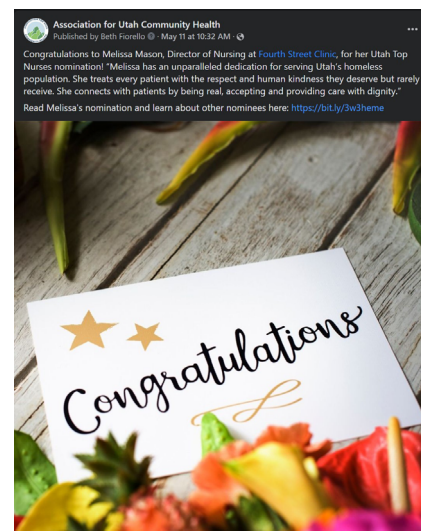 Association for Utah Community Health
Published by Beth Fiorello · May 11 at 10:32 AM ·
Congratulations to Melissa Mason, Director of Nursing at Fourth Street Clinic, for her Utah Top
Nurses nomination! "Melissa has an unparalleled dedication for serving Utah's homeless
population. She treats every patient with the respect and human kindness they deserve but rarely
receive. She connects with patients by being real, accepting and providing care with dignity."
Read Melissa's nomination and learn about other nominees here: https://bit.ly/3w3heme
Congratulations